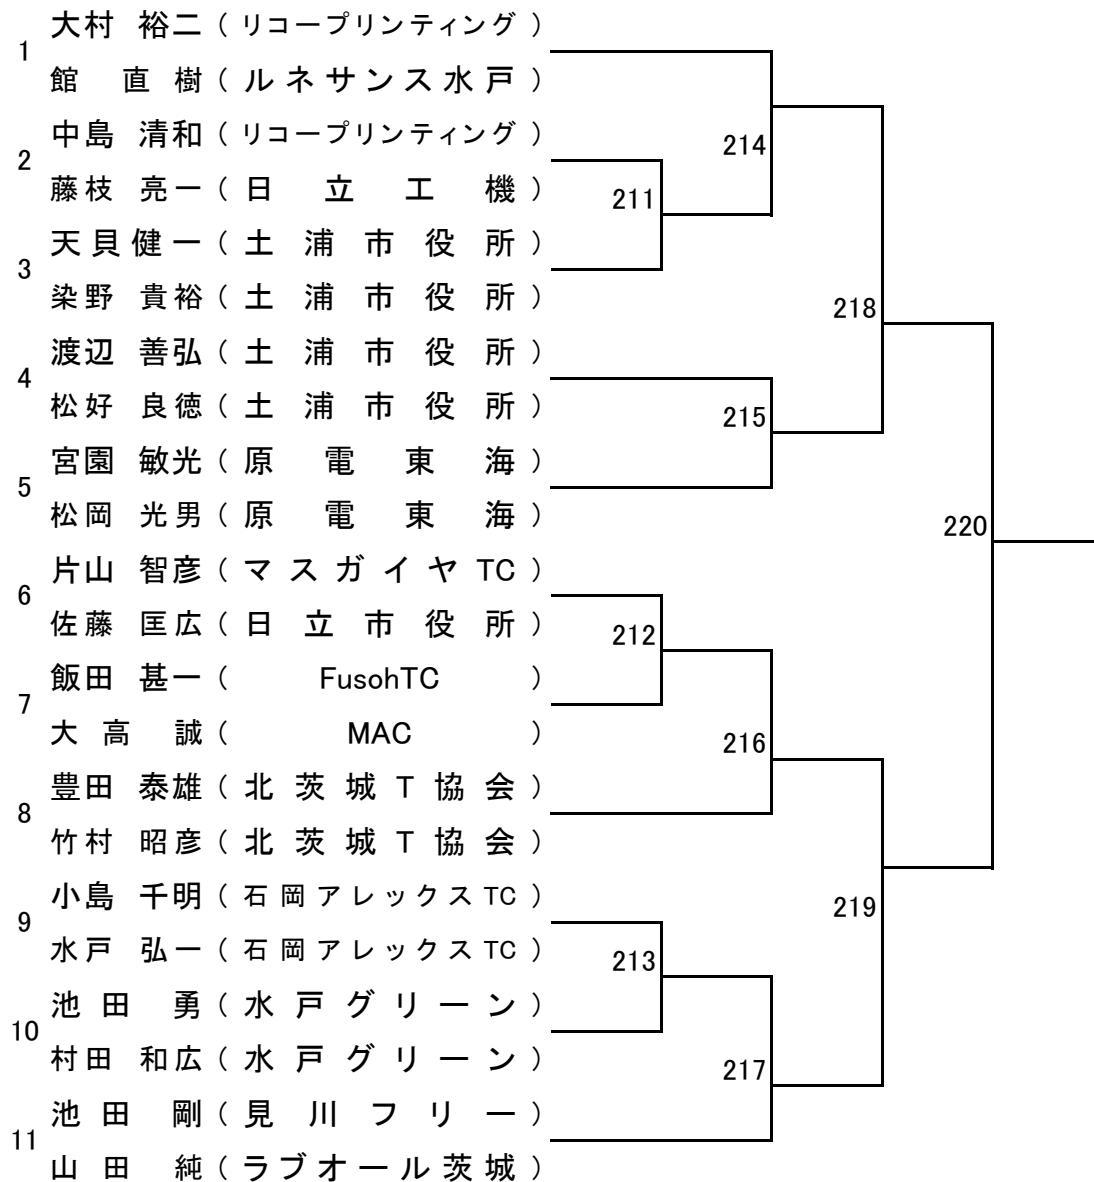 大村 裕二 ( リコープリンティング )
1
館 直樹 ( ルネサンス水戸 )
中島 清和 ( リコープリンティング )
214
2
藤枝 亮一 ( 日立工機 )
211
天貝健一 ( 土浦市役所 )
3
染野 貴裕 ( 土浦市役所 )
218
渡辺 善弘 ( 土浦市役所 )
4
松好 良徳 ( 土浦市役所 )
215
宮園 敏光 ( 原電東海 )
5
松岡 光男 ( 原電東海 )
220
片山 智彦 ( マスガイヤTC )
6
佐藤 匡広 ( 日立市役所 )
212
飯田 甚一 ( FusohTC )
7
大高 誠 ( MAC )
216
豊田 泰雄 ( 北茨城T協会 )
8
竹村 昭彦 ( 北茨城T協会 )
小島 千明 ( 石岡アレックスTC )
219
9
水戸 弘一 ( 石岡アレックスTC )
213
池田 勇 ( 水戸グリーン )
10
村田 和広 ( 水戸グリーン )
217
池田 剛 ( 見川フリー )
11
山田 純 ( ラブオール茨城 )